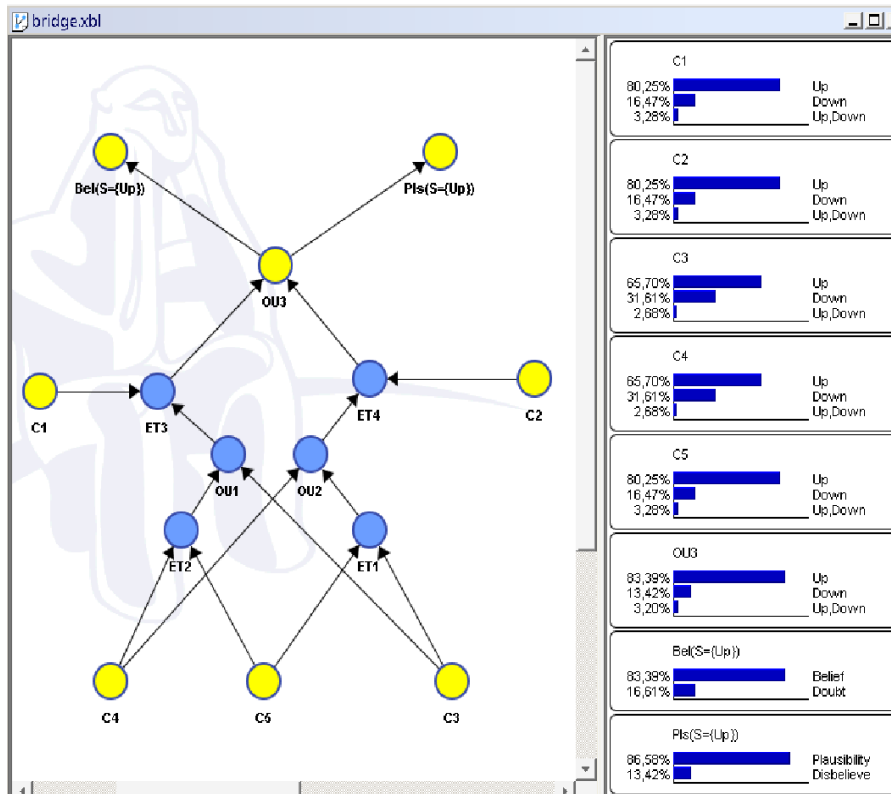 bridge.xbl
Bel(S={Up})
Pls(S={Up})
OU3
C1
ET3
ET4
C2
OU1
OU2
ET2
ET1
C4
C5
C3
C1
80,25% Up
16,47% Down
3,28% Up,Down
C2
80,25% Up
16,47% Down
3,28% Up,Down
C3
65,70% Up
31,61% Down
2,68% Up,Down
C4
65,70% Up
31,61% Down
2,68% Up,Down
C5
80,25% Up
16,47% Down
3,28% Up,Down
OU3
83,39% Up
13,42% Down
3,20% Up,Down
Bel(S={Up})
83,39% Belief
16,61% Doubt
Pls(S={Up})
86,58% Plausibility
13,42% Disbelieve